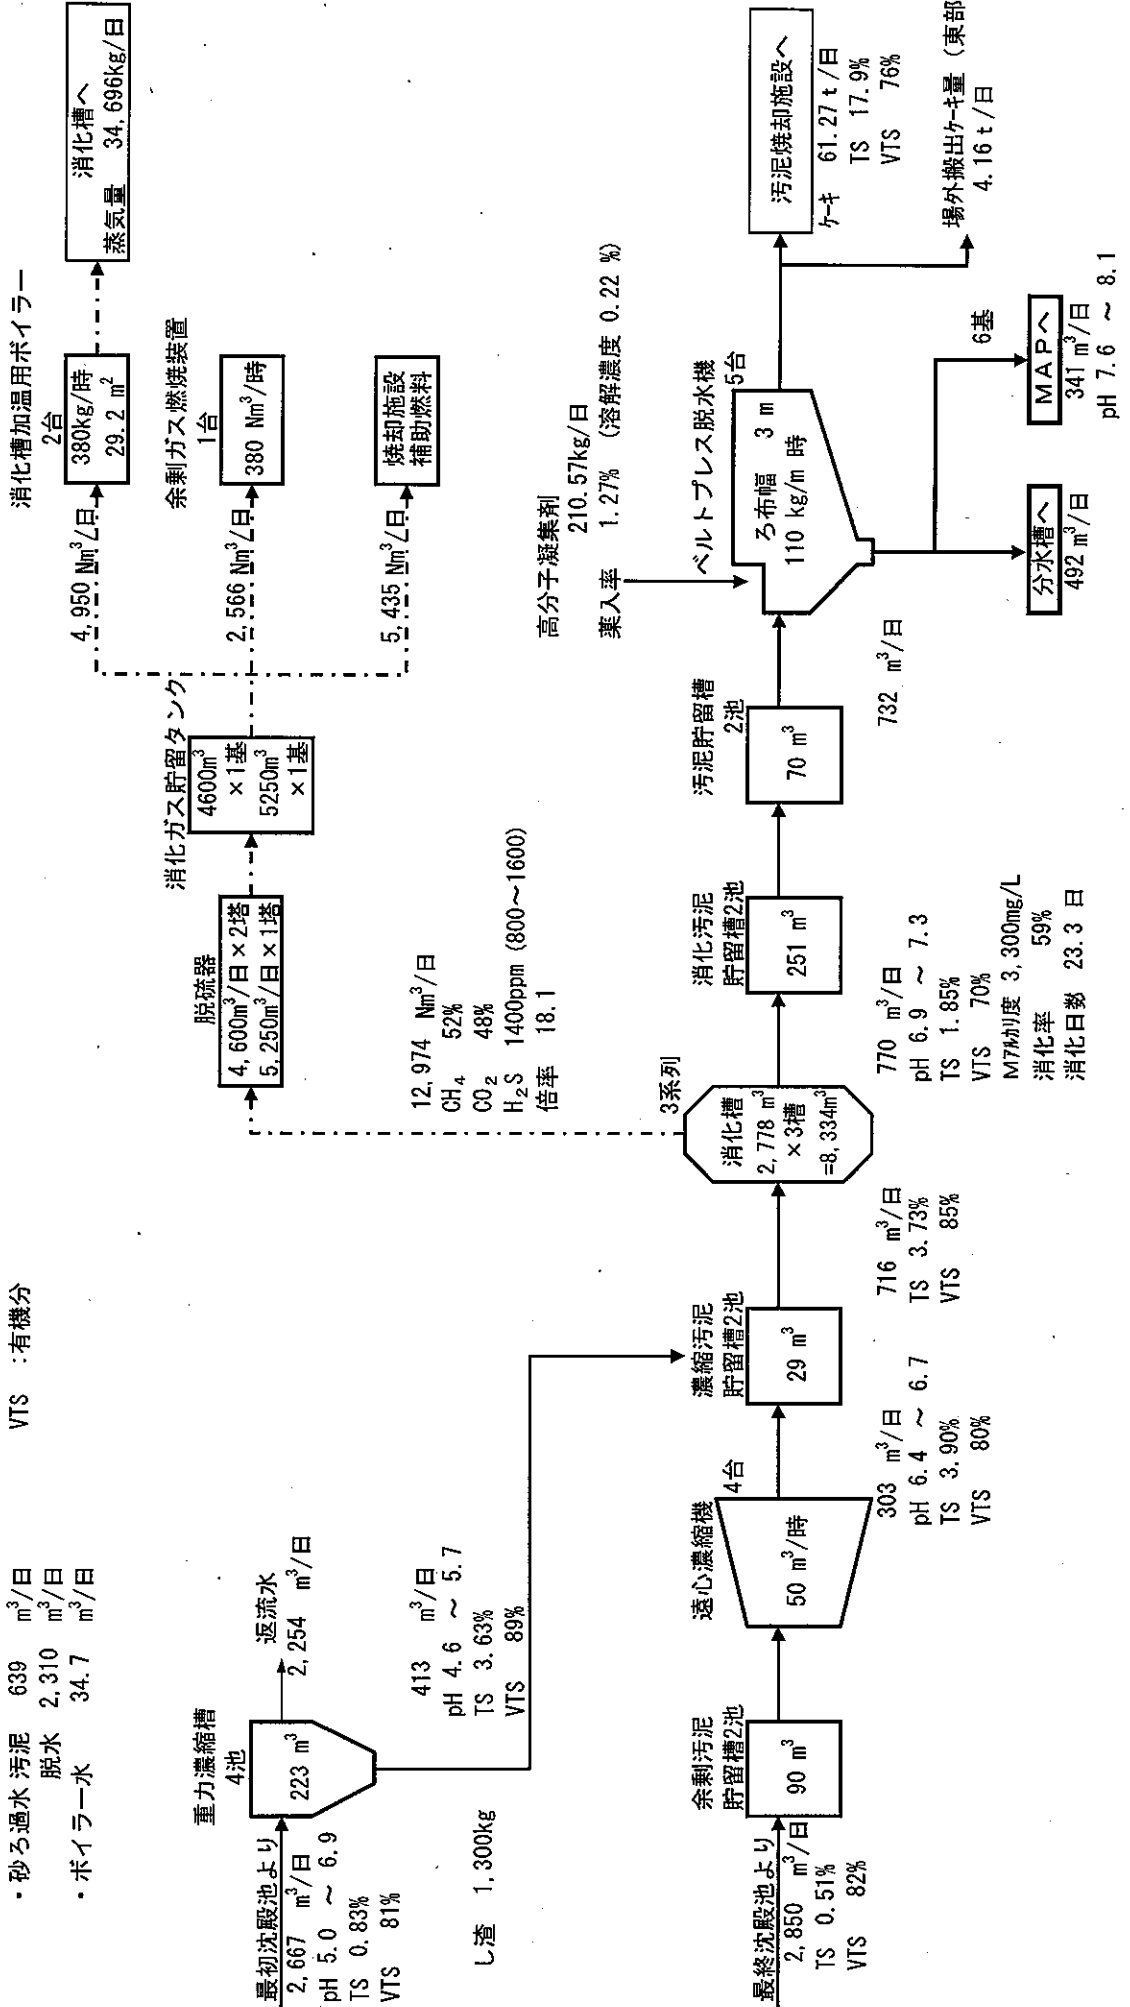 ・砂ろ過水 汚泥 639 m³/日
脱水 2,310 m³/日
・ボイラー水 34.7 m³/日
VTS :有機分
最初沈殿池より
2,667 m³/日
pH 5.0 ～ 6.9
TS 0.83%
VTS 81%
重力濃縮槽
4池
223 m³
返流水
2,254 m³/日
し渣 1,300kg
413 m³/日
pH 4.6 ～ 5.7
TS 3.63%
VTS 89%
最終沈殿池より
2,850 m³/日
TS 0.51%
VTS 82%
余剰汚泥
貯留槽2池
90 m³
遠心濃縮機
4台
50 m³/時
303 m³/日
pH 6.4 ～ 6.7
TS 3.90%
VTS 80%
濃縮汚泥
貯留槽2池
29 m³
716 m³/日
TS 3.73%
VTS 85%
3系列
消化槽
2,778 m³
×3槽
=8,334m³
770 m³/日
pH 6.9 ～ 7.3
TS 1.85%
VTS 70%
Mｱﾙｶﾘ度 3,300mg/L
消化率 59%
消化日数 23.3 日
12,974 Nm³/日
CH₄ 52%
CO₂ 48%
H₂S 1400ppm (800～1600)
倍率 18.1
脱硫器
4,600m³/日×2塔
5,250m³/日×1塔
消化ガス貯留タンク
4600m³
×1基
5250m³
×1基
4,950 Nm³/日
2,566 Nm³/日
5,435 Nm³/日
消化槽加温用ボイラー
2台
380kg/時
29.2 m²
消化槽へ
蒸気量 34,696kg/日
余剰ガス燃焼装置
1台
380 Nm³/時
焼却施設
補助燃料
消化汚泥
貯留槽2池
251 m³
汚泥貯留槽
2池
70 m³
732 m³/日
高分子凝集剤
210.57kg/日
薬入率 1.27% (溶解濃度 0.22 %)
ベルトプレス脱水機
5台
ろ布幅 3 m
110 kg/m 時
汚泥焼却施設へ
ｹｰｷ 61.27ｔ/日
TS 17.9%
VTS 76%
場外搬出ｹｰｷ量 (東部
4.16ｔ/日
分水槽へ
492 m³/日
6基
MAPへ
341 m³/日
pH 7.6 ～ 8.1